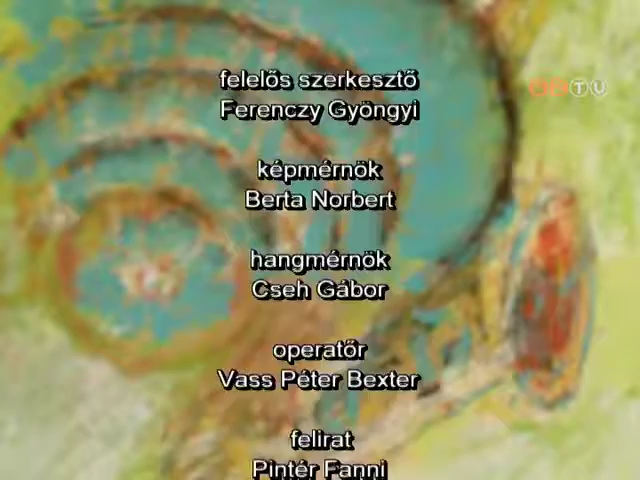 felelős szerkesztő
Ferenczy Gyöngyi
képmérnök
Berta Norbert
hangmérnök
Cseh Gábor
operatőr
Vass Péter Bexter
felirat
Pintér Fanni